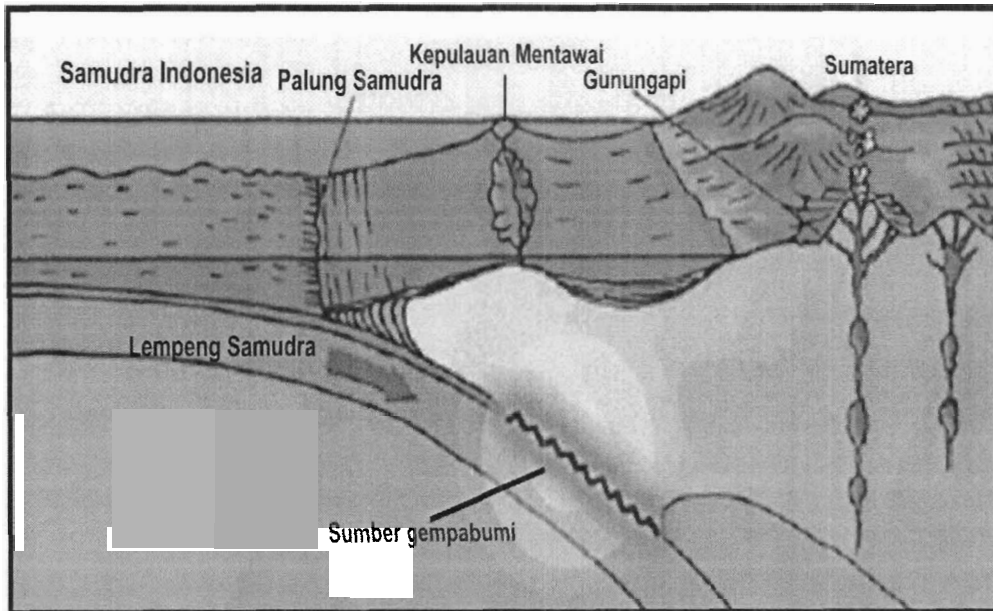 Kepulauan Mentawai
Samudra Indonesia
Palung Samudra
Gunungapi
Sumatera
Lempeng Samudra
Sumber gempabumi